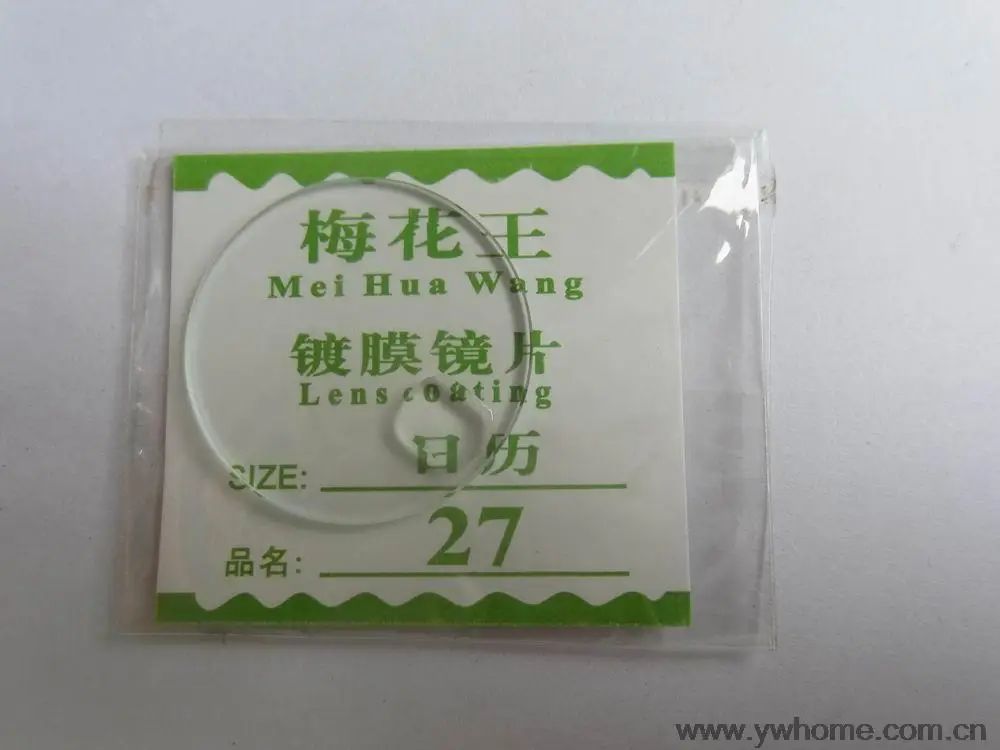 梅花王
Mei Hua Wang
镀膜镜片
Lens coating
SIZE: 日历
品名: 27
www.ywhome.com.cn